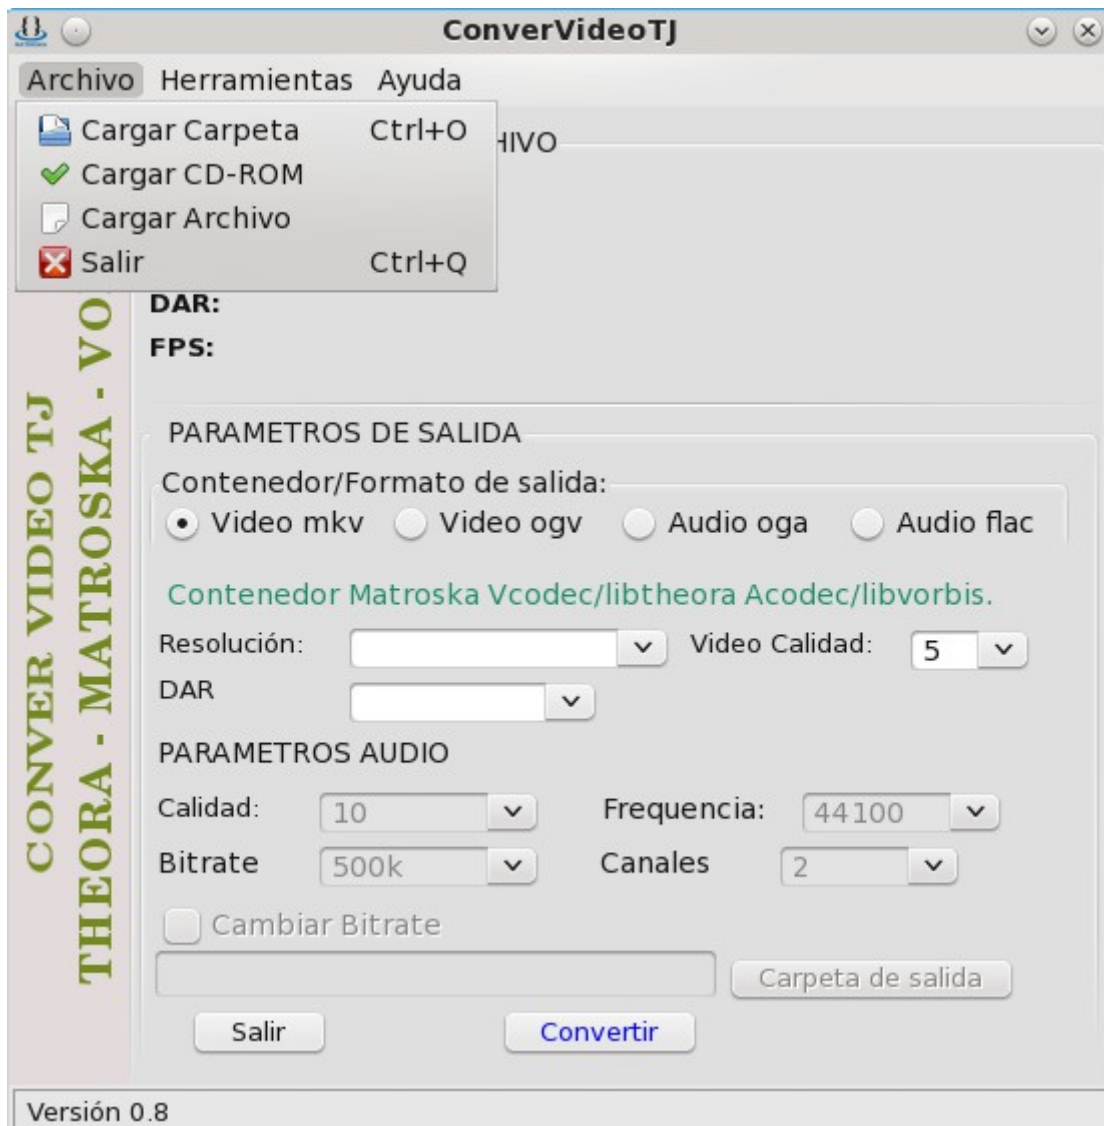 ConverVideoTJ
Archivo Herramientas Ayuda
Cargar Carpeta Ctrl+O
HIVO
Cargar CD-ROM
Cargar Archivo
Salir Ctrl+Q
DAR:
FPS:
CONVER VIDEO TJ
THEORA - MATROSKA - VO
PARAMETROS DE SALIDA
Contenedor/Formato de salida:
Video mkv Video ogv Audio oga Audio flac
Contenedor Matroska Vcodec/libtheora Acodec/libvorbis.
Resolución: Video Calidad: 5
DAR
PARAMETROS AUDIO
Calidad: 10 Frequencia: 44100
Bitrate 500k Canales 2
Cambiar Bitrate
Carpeta de salida
Salir Convertir
Versión 0.8